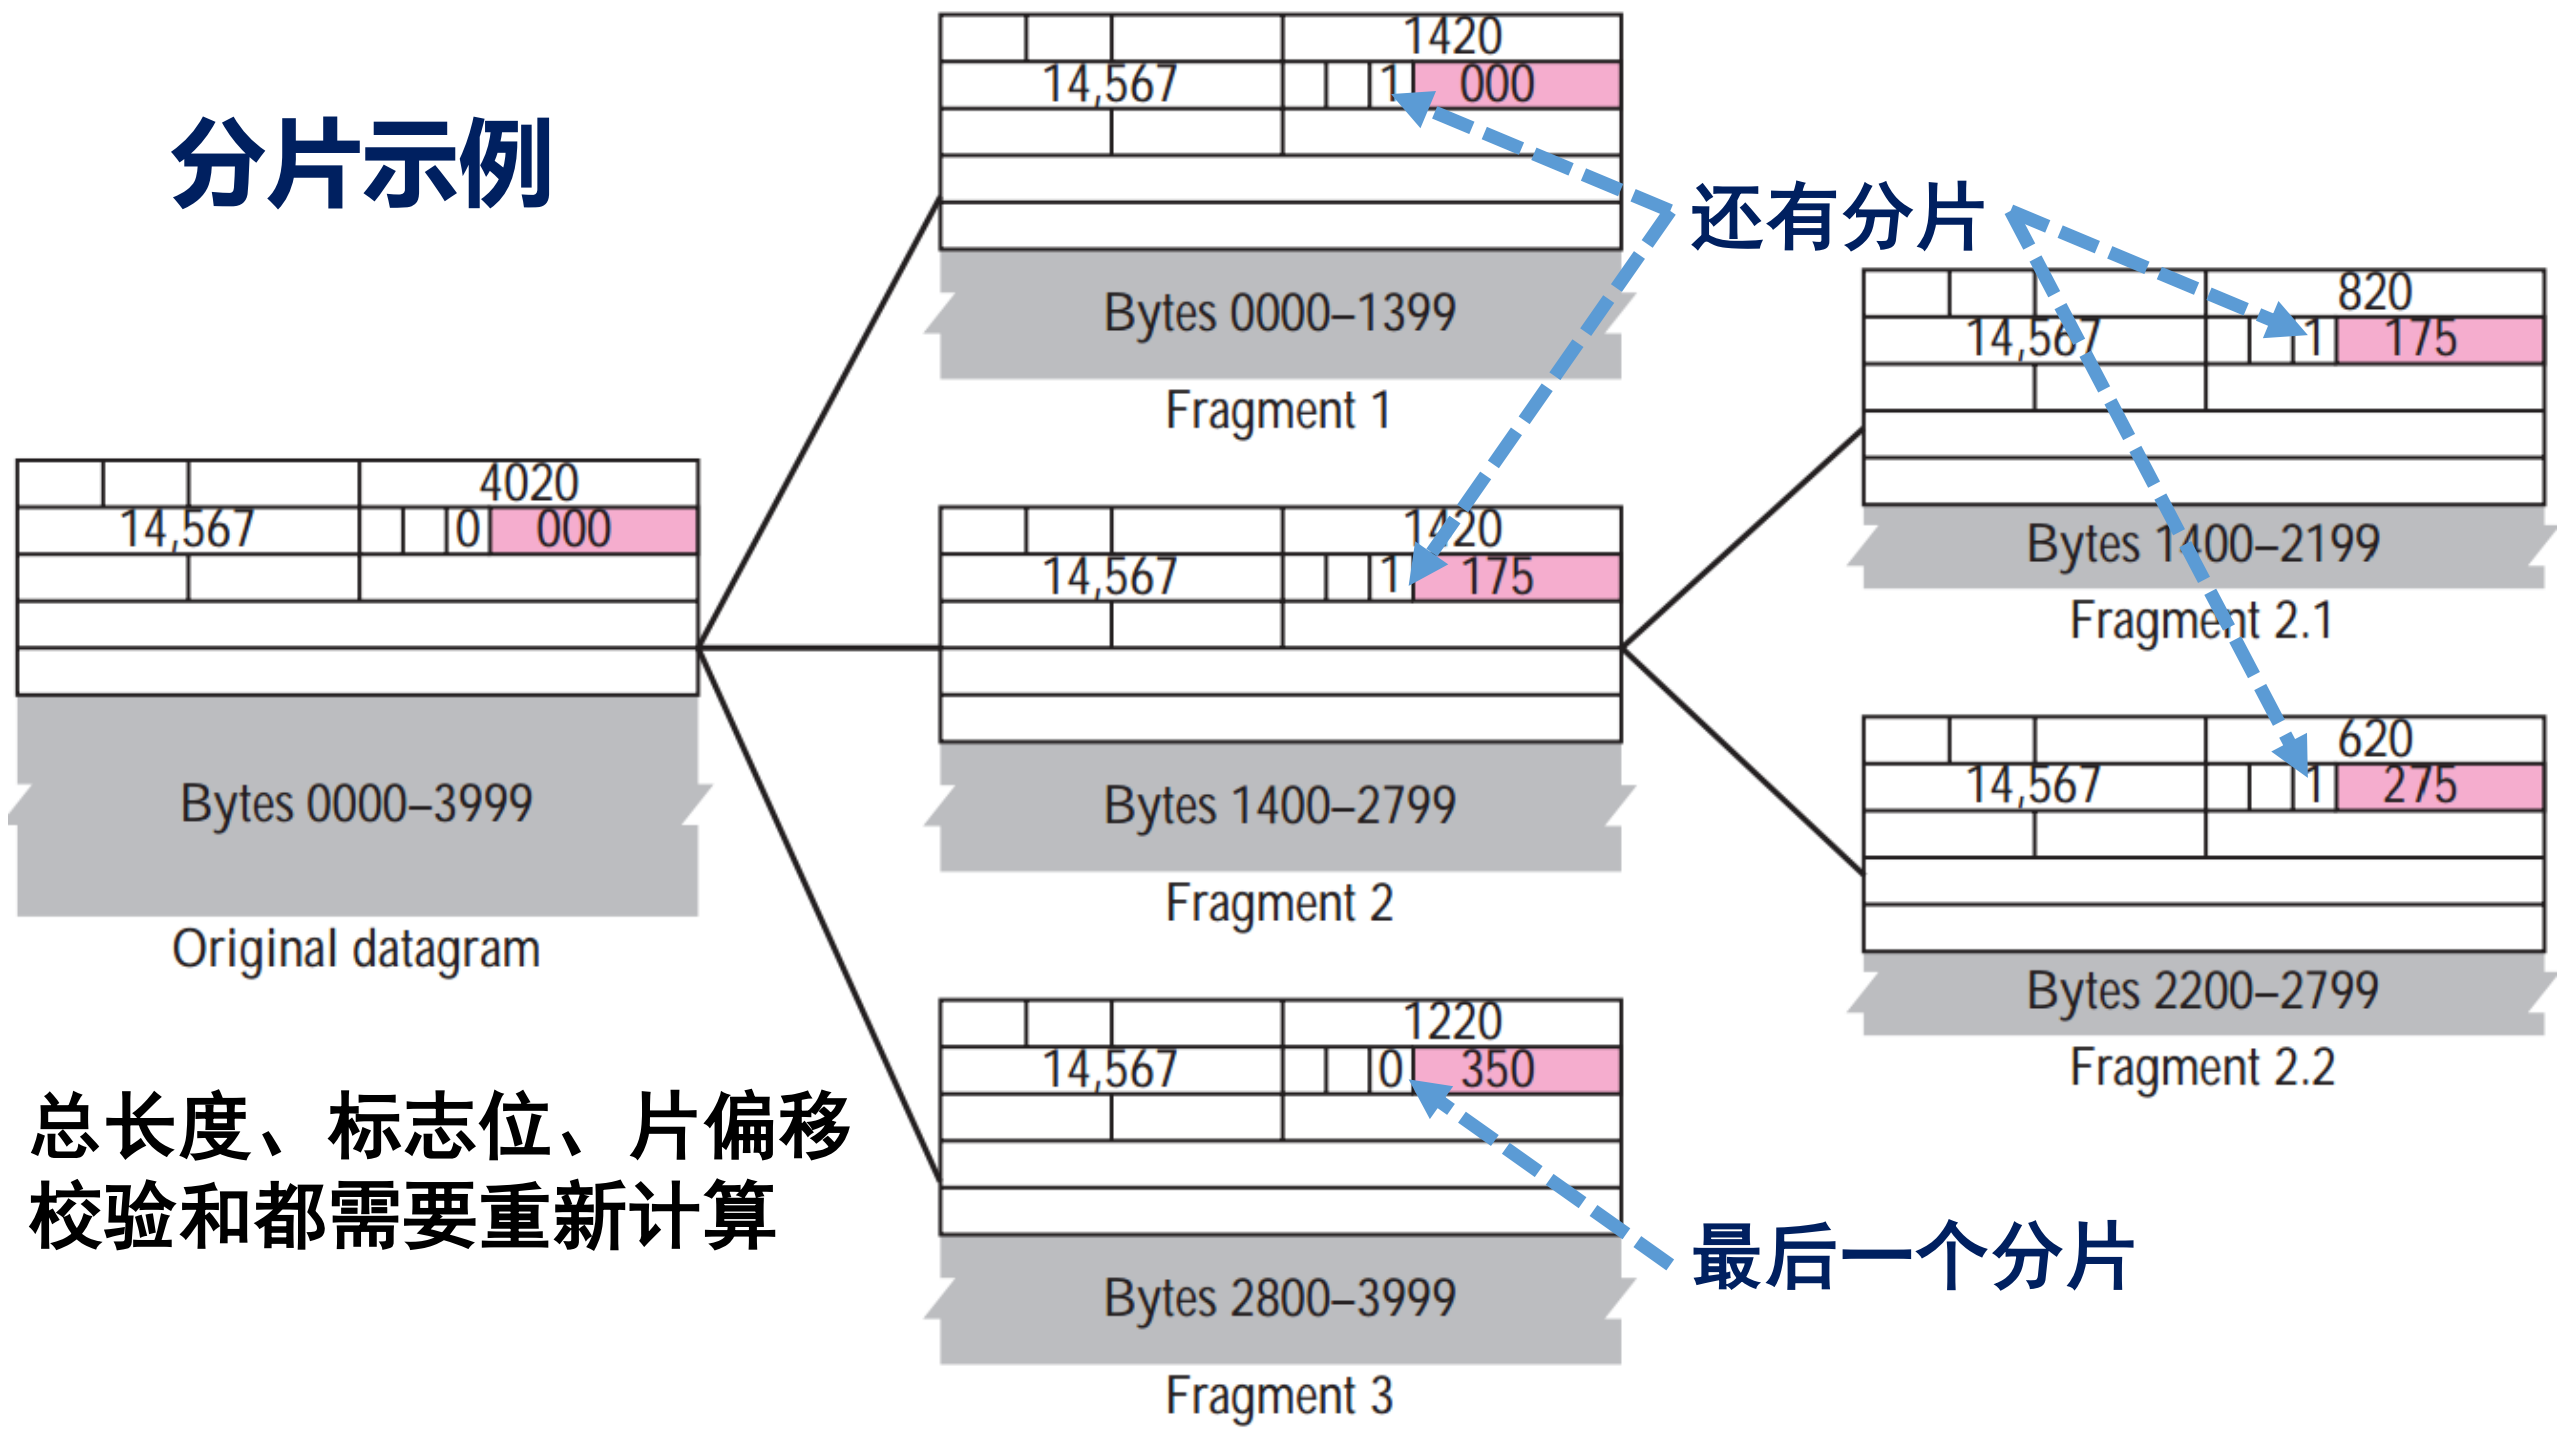 分片示例
4020
14,567 0 000
Bytes 0000–3999
Original datagram
总长度、标志位、片偏移
校验和都需要重新计算
1420
14,567 1 000
Bytes 0000–1399
Fragment 1
1420
14,567 1 175
Bytes 1400–2799
Fragment 2
1220
14,567 0 350
Bytes 2800–3999
Fragment 3
还有分片
820
14,567 1 175
Bytes 1400–2199
Fragment 2.1
620
14,567 1 275
Bytes 2200–2799
Fragment 2.2
最后一个分片